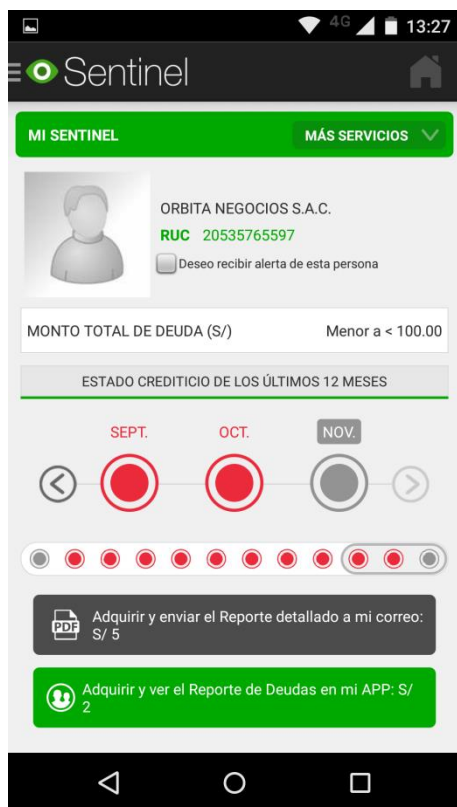 4G 13:27
Sentinel
MI SENTINEL MÁS SERVICIOS
ORBITA NEGOCIOS S.A.C.
RUC 20535765597
Deseo recibir alerta de esta persona
MONTO TOTAL DE DEUDA (S/) Menor a < 100.00
ESTADO CREDITICIO DE LOS ÚLTIMOS 12 MESES
SEPT. OCT. NOV.
PDF
Adquirir y enviar el Reporte detallado a mi correo:
S/ 5
Adquirir y ver el Reporte de Deudas en mi APP: S/
2